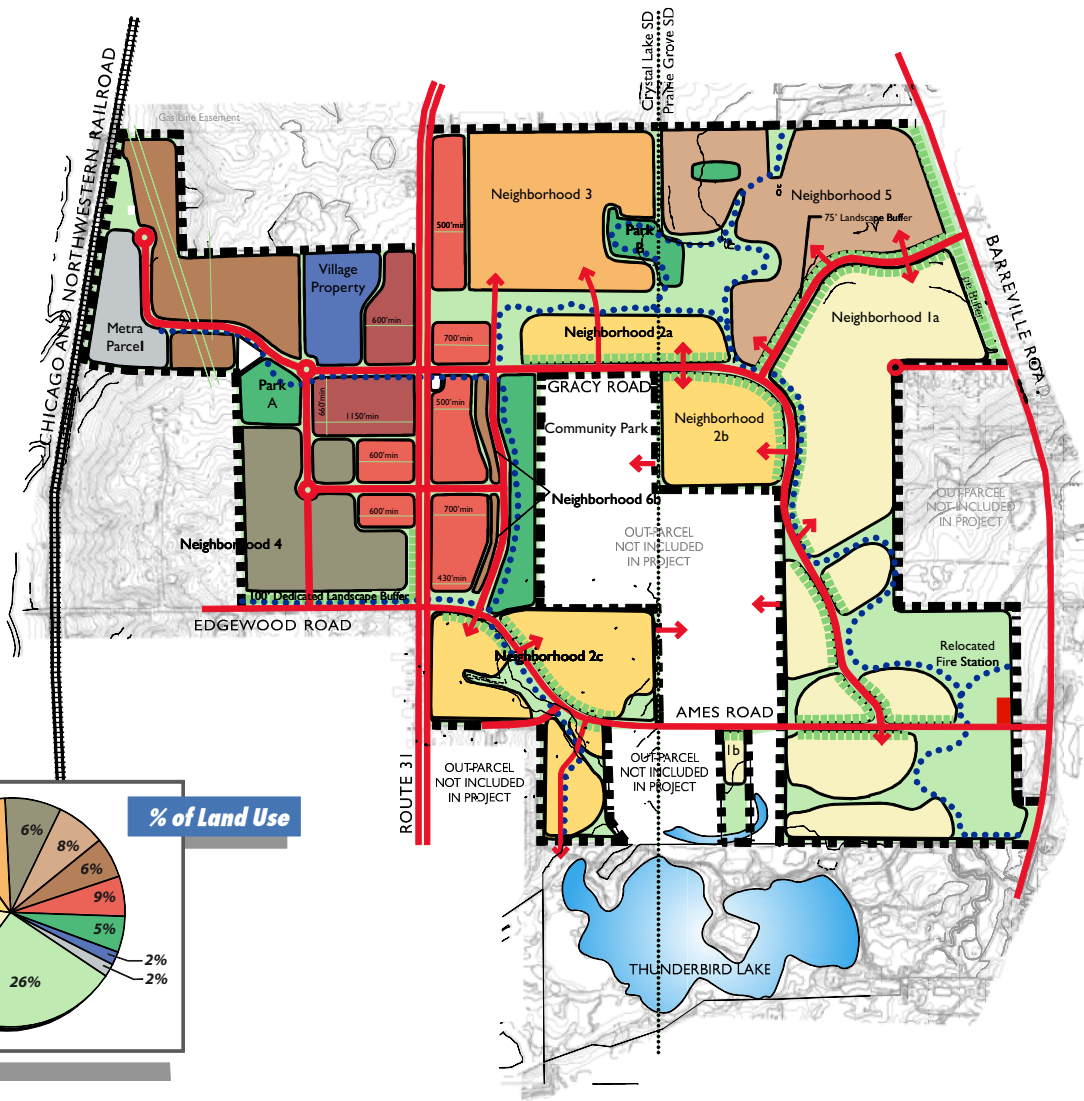 Crystal Lake SD
Prairie Grove SD
CHICAGO AND NORTHWESTERN RAILROAD
Gas Line Easement
Neighborhood 3
Neighborhood 5
75' Landscape Buffer
500'min
Park
B
BARREVILLE ROAD
Village
Property
Neighborhood 1a
Metra
Parcel
600'min
700'min
Neighborhood 2a
GRACY ROAD
Park
A
660'min
1150'min
500'min
Community Park
Neighborhood
2b
600'min
Neighborhood 6b
OUT-PARCEL
NOT INCLUDED
IN PROJECT
600'min
700'min
OUT-PARCEL
NOT INCLUDED
IN PROJECT
Neighborhood 4
430'min
100' Dedicated Landscape Buffer
EDGEWOOD ROAD
Neighborhood 2c
Relocated
Fire Station
AMES ROAD
ROUTE 31
OUT-PARCEL
NOT INCLUDED
IN PROJECT
OUT-PARCEL
NOT INCLUDED
IN PROJECT
1b
% of Land Use
6%
8%
6%
9%
5%
2%
2%
26%
THUNDERBIRD LAKE